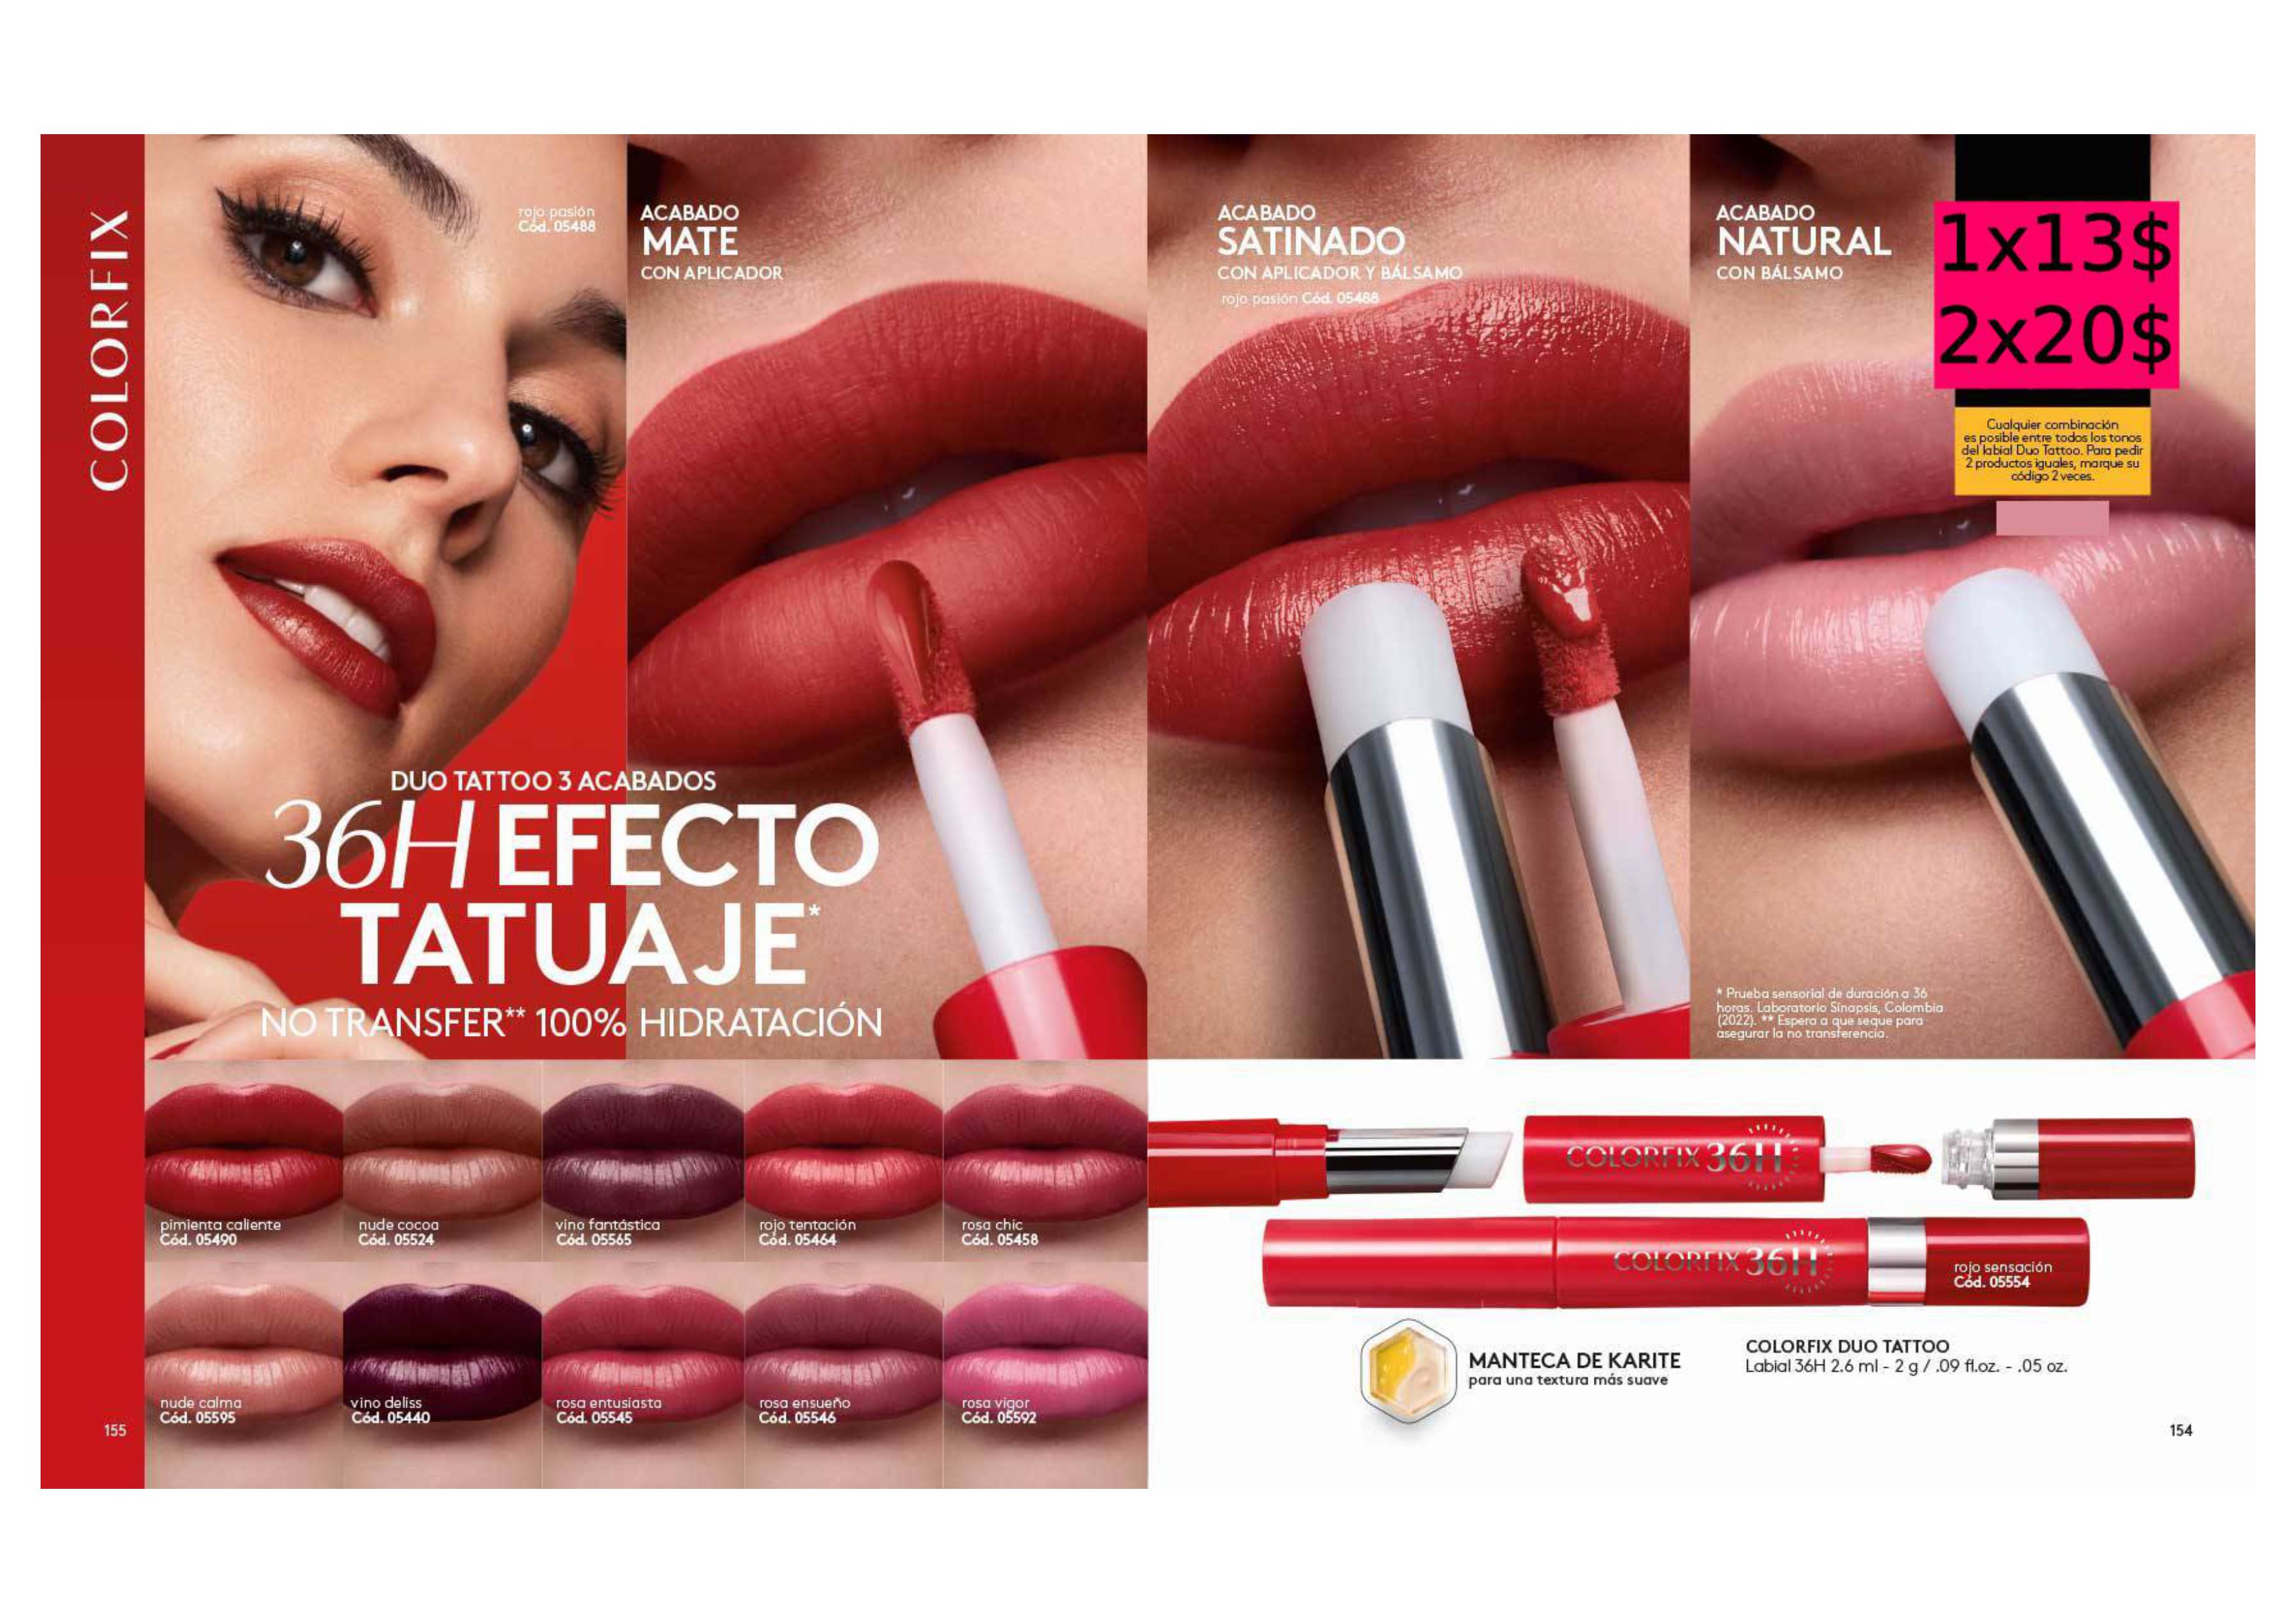 COLORFIX
rojo pasión
Cód. 05488
ACABADO
MATE
CON APLICADOR
DUO TATTOO 3 ACABADOS
36H EFECTO
TATUAJE*
NO TRANSFER** 100% HIDRATACIÓN
ACABADO
SATINADO
CON APLICADOR Y BÁLSAMO
rojo pasión Cód. 05488
ACABADO
NATURAL
CON BÁLSAMO
1x13$
2x20$
Cualquier combinación
es posible entre todos los tonos
del labial Duo Tattoo. Para pedir
2 productos iguales, marque su
código 2 veces.
* Prueba sensorial de duración a 36
horas. Laboratorio Sinapsis, Colombia
(2022). ** Espera a que seque para
asegurar la no transferencia.
pimienta caliente
Cód. 05490
nude cocoa
Cód. 05524
vino fantástica
Cód. 05565
rojo tentación
Cód. 05464
rosa chic
Cód. 05458
nude calma
Cód. 05595
vino deliss
Cód. 05440
rosa entusiasta
Cód. 05545
rosa ensueño
Cód. 05546
rosa vigor
Cód. 05592
155
COLORFIX 36H
COLORFIX 36H
rojo sensación
Cód. 05554
MANTECA DE KARITE
para una textura más suave
COLORFIX DUO TATTOO
Labial 36H 2.6 ml - 2 g / .09 fl.oz. - .05 oz.
154